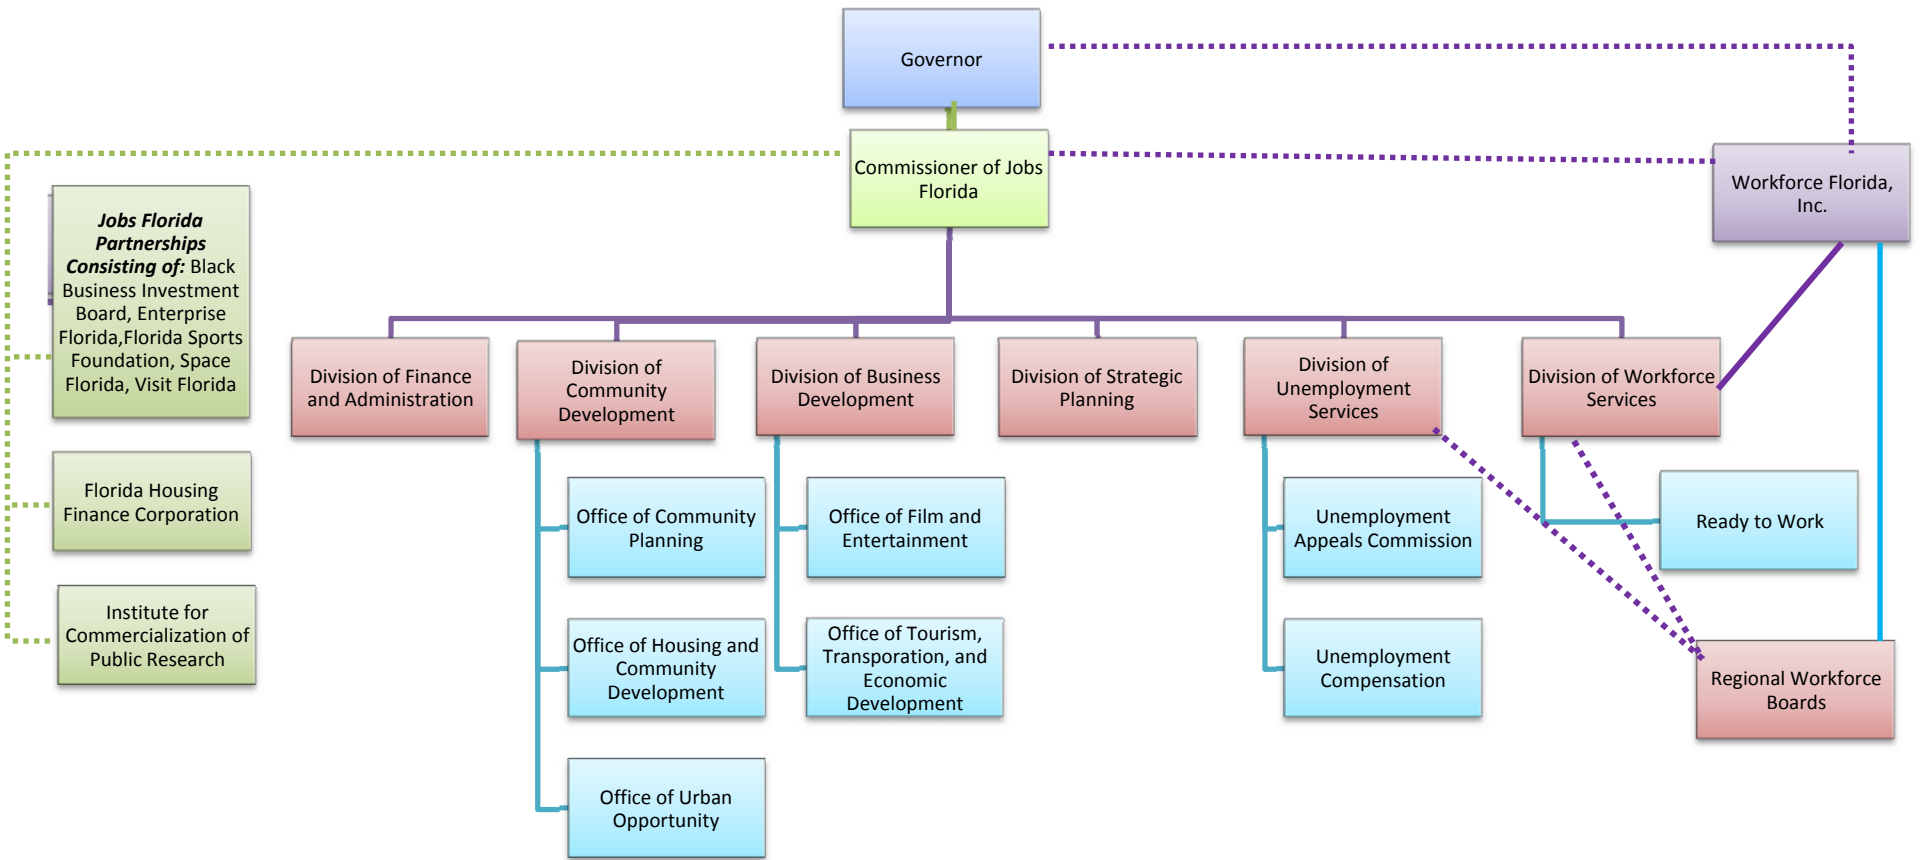 Governor
Commissioner of Jobs
Florida
Workforce Florida,
Inc.
Jobs Florida
Partnerships
Consisting of: Black
Business Investment
Board, Enterprise
Florida,Florida Sports
Foundation, Space
Florida, Visit Florida
Florida Housing
Finance Corporation
Institute for
Commercialization of
Public Research
Division of Finance
and Administration
Division of
Community
Development
Division of Business
Development
Division of Strategic
Planning
Division of
Unemployment
Services
Division of Workforce
Services
Office of Community
Planning
Office of Housing and
Community
Development
Office of Urban
Opportunity
Office of Film and
Entertainment
Office of Tourism,
Transporation, and
Economic
Development
Unemployment
Appeals Commission
Unemployment
Compensation
Ready to Work
Regional Workforce
Boards